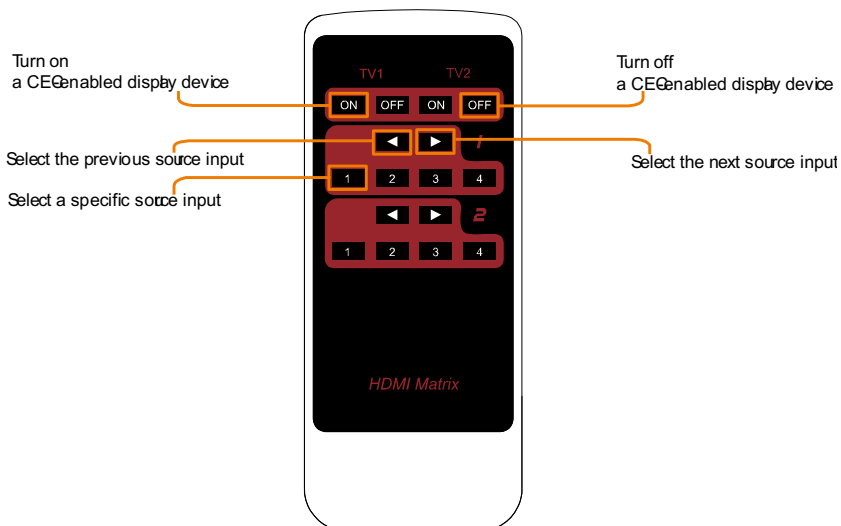 Turn on
a CEC-enabled display device
Turn off
a CEC-enabled display device
TV1 TV2
ON OFF ON OFF
◀ ▶ 1
Select the previous source input
Select the next source input
1 2 3 4
Select a specific source input
◀ ▶ 2
1 2 3 4
HDMI Matrix